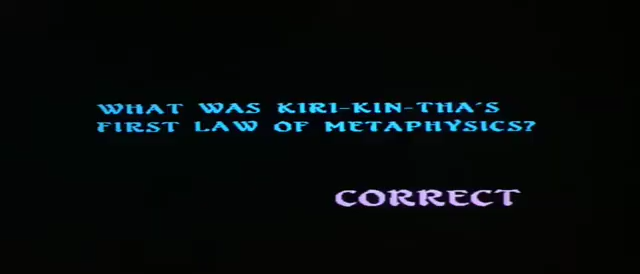 WHAT WAS KIRI-KIN-THA'S
FIRST LAW OF METAPHYSICS?
CORRECT